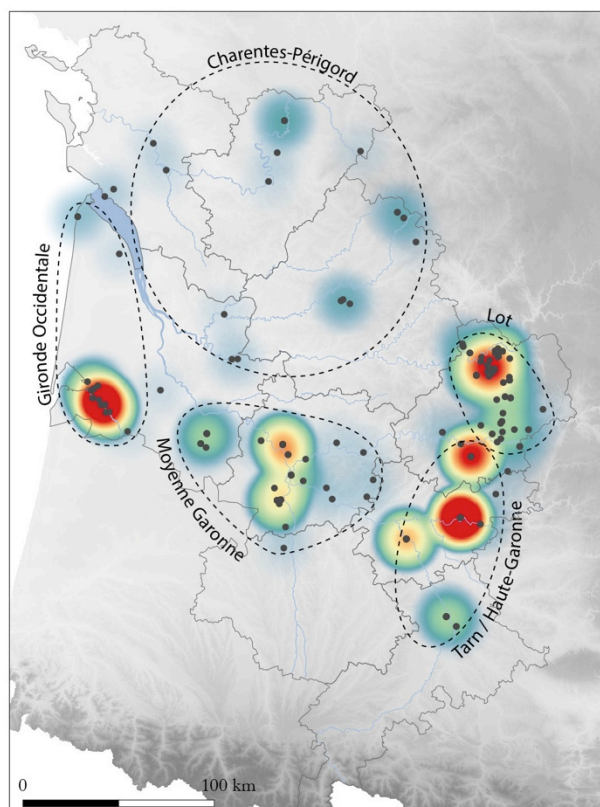 Charentes-Périgord
Gironde Occidentale
Lot
Moyenne Garonne
Tarn / Haute-Garonne
0 100 km